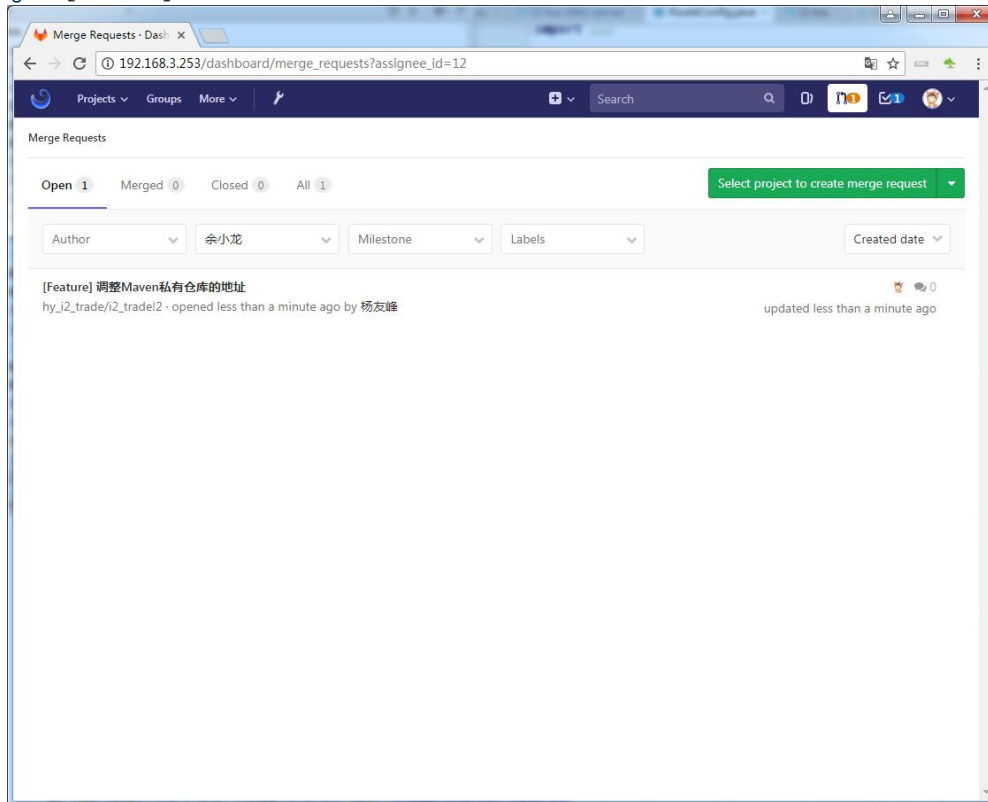 Merge Requests · Dash
192.168.3.253/dashboard/merge_requests?assignee_id=12
Projects Groups More Search 1 1
Merge Requests
Open 1 Merged 0 Closed 0 All 1 Select project to create merge request
Author 余小龙 Milestone Labels Created date
[Feature] 调整Maven私有仓库的地址 0
hy_i2_trade/i2_trade!2 · opened less than a minute ago by 杨友峰 updated less than a minute ago